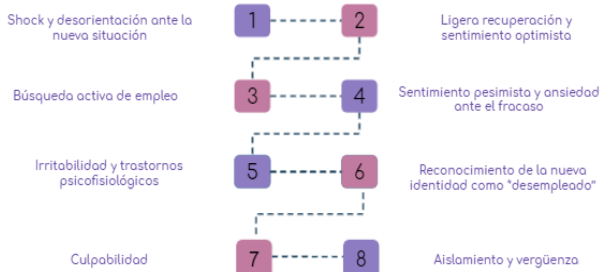 Shock y desorientación ante la
nueva situación
1
2
Ligera recuperación y
sentimiento optimista
Búsqueda activa de empleo
3
4
Sentimiento pesimista y ansiedad
ante el fracaso
Irritabilidad y trastornos
psicofisiológicos
5
6
Reconocimiento de la nueva
identidad como "desempleado"
Culpabilidad
7
8
Aislamiento y vergüenza